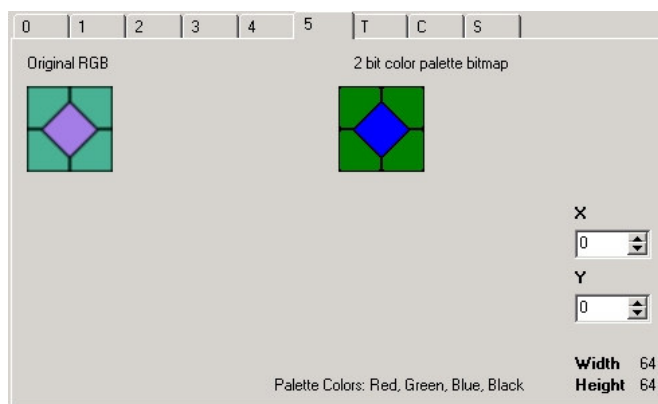 0 1 2 3 4 5 T C S
Original RGB 2 bit color palette bitmap
X
0
Y
0
Width 64
Palette Colors: Red, Green, Blue, Black Height 64